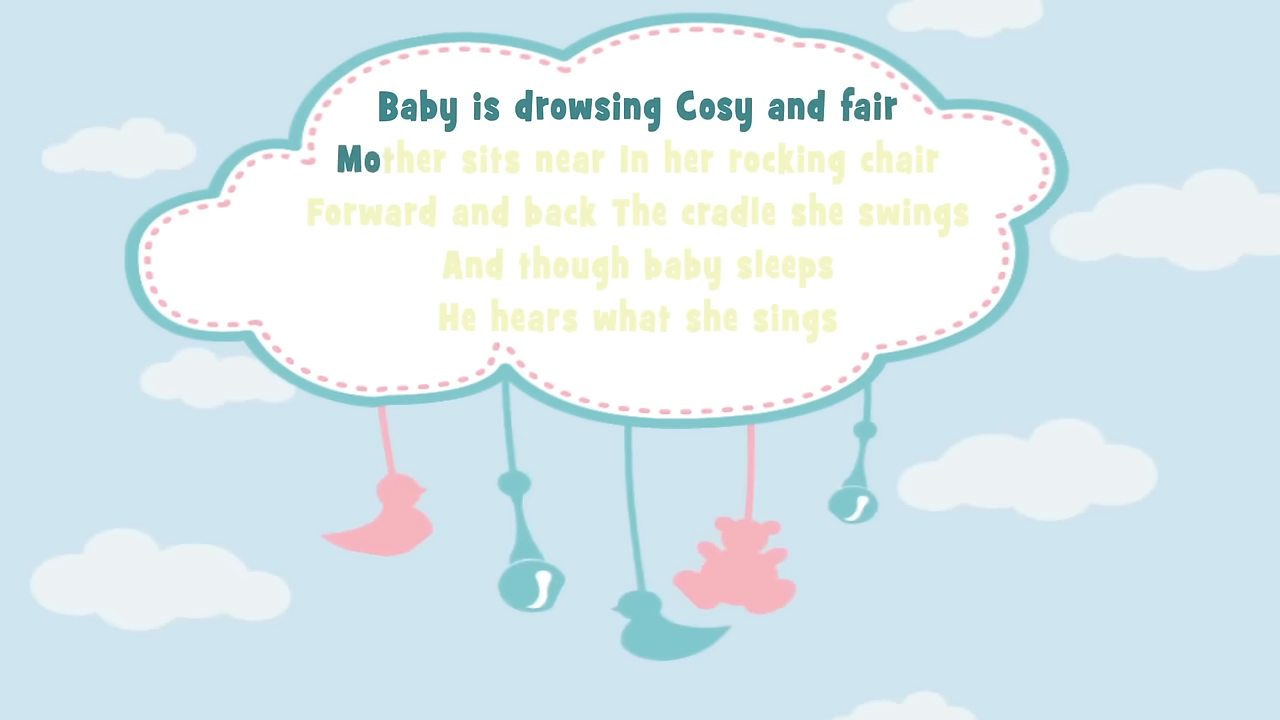 Baby is drowsing Cosy and fair
Mother sits near In her rocking chair
Forward and back The cradle she swings
And though baby sleeps
He hears what she sings